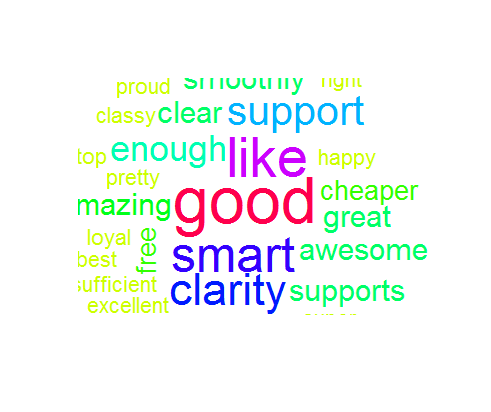 proud smoothly right
classy clear support
top enough like happy
pretty
mazing good cheaper
great
loyal free
best smart awesome
sufficient clarity supports
excellent